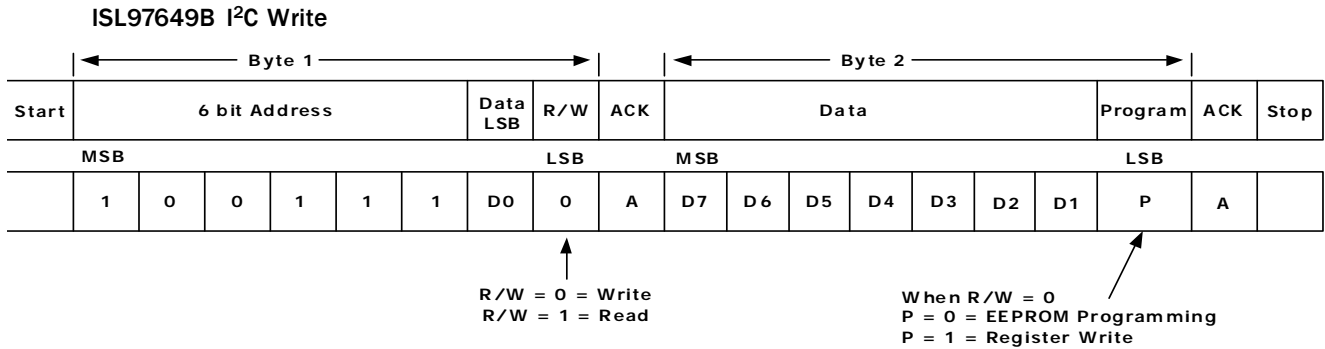 ISL97649B I²C Write
Byte 1 Byte 2
Start 6 bit Address Data LSB R/W ACK Data Program ACK Stop
MSB LSB MSB LSB
1 0 0 1 1 1 D0 0 A D7 D6 D5 D4 D3 D2 D1 P A
R/W = 0 = Write
R/W = 1 = Read
When R/W = 0
P = 0 = EEPROM Programming
P = 1 = Register Write